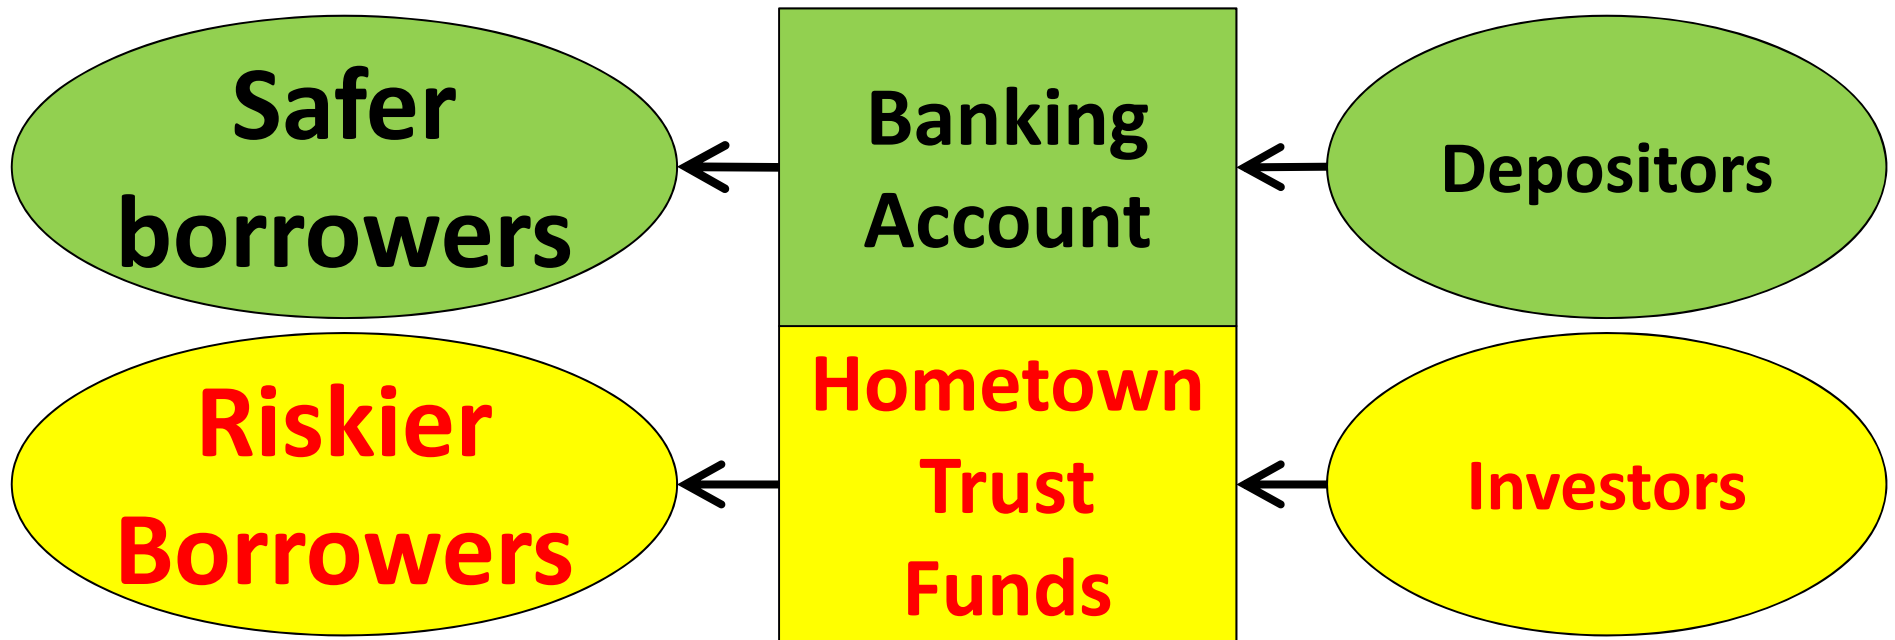 Safer
borrowers
Banking
Account
Depositors
Riskier
Borrowers
Hometown
Trust
Funds
Investors